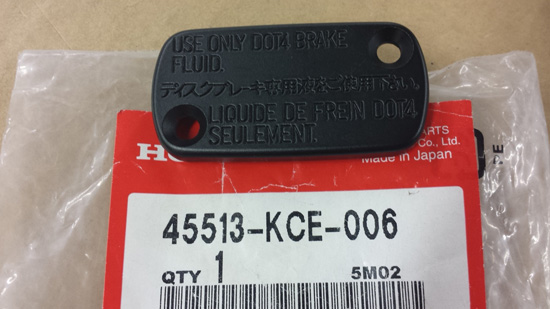 USE ONLY DOT4 BRAKE
FLUID.
ディスクブレーキ専用液をご使用下さい。
LIQUIDE DE FREIN DOT4
SEULEMENT.
HO
PARTS
Co., Ltd.
Made in Japan
45513-KCE-006
QTY 1
5M02